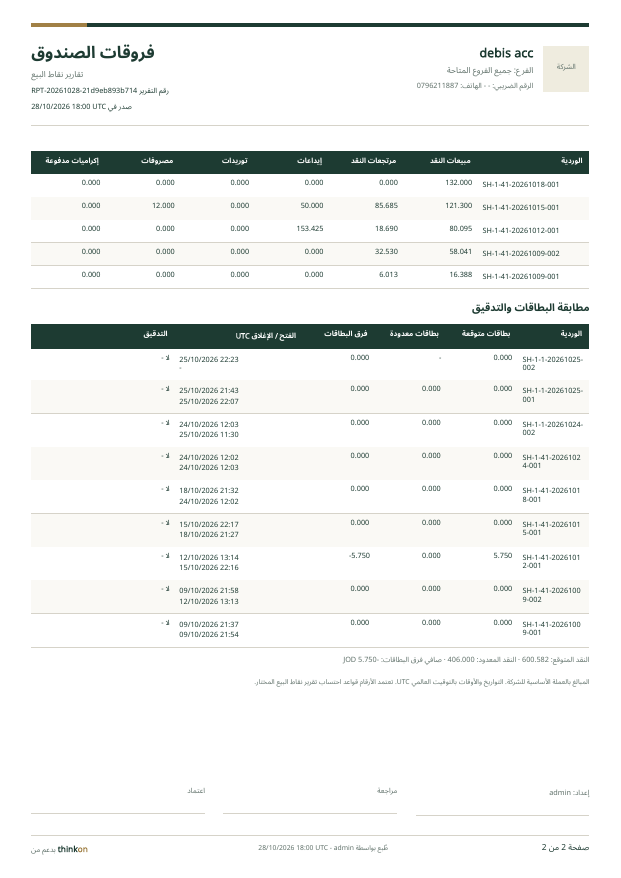 فروقات الصندوق
تقارير نقاط البيع
رقم التقرير RPT-20261028-21d9eb893b714
صدر في 28/10/2026 18:00 UTC
الشركة
debis acc
الفرع: جميع الفروع المتاحة
الرقم الضريبي: - · الهاتف: 0796211887
الوردية مبيعات النقد مرتجعات النقد إيداعات توريدات مصروفات إكراميات مدفوعة
SH-1-41-20261018-001 132.000 0.000 0.000 0.000 0.000 0.000
SH-1-41-20261015-001 121.300 85.685 50.000 0.000 12.000 0.000
SH-1-41-20261012-001 80.095 18.690 153.425 0.000 0.000 0.000
SH-1-41-20261009-002 58.041 32.530 0.000 0.000 0.000 0.000
SH-1-41-20261009-001 16.388 6.013 0.000 0.000 0.000 0.000
مطابقة البطاقات والتدقيق
الوردية بطاقات متوقعة بطاقات معدودة فرق البطاقات الفتح / الإغلاق UTC التدقيق
SH-1-1-20261025-002 0.000 - 0.000 25/10/2026 22:23 - لا -
SH-1-1-20261025-001 0.000 0.000 0.000 25/10/2026 21:43 25/10/2026 22:07 لا -
SH-1-1-20261024-002 0.000 0.000 0.000 24/10/2026 12:03 25/10/2026 11:30 لا -
SH-1-41-20261024-001 0.000 0.000 0.000 24/10/2026 12:02 24/10/2026 12:03 لا -
SH-1-41-20261018-001 0.000 0.000 0.000 18/10/2026 21:32 24/10/2026 12:02 لا -
SH-1-41-20261015-001 0.000 0.000 0.000 15/10/2026 22:17 18/10/2026 21:27 لا -
SH-1-41-20261012-001 5.750 0.000 -5.750 12/10/2026 13:14 15/10/2026 22:16 لا -
SH-1-41-20261009-002 0.000 0.000 0.000 09/10/2026 21:58 12/10/2026 13:13 لا -
SH-1-41-20261009-001 0.000 0.000 0.000 09/10/2026 21:37 09/10/2026 21:54 لا -
النقد المتوقع: 600.582 · النقد المعدود: 406.000 · صافي فرق البطاقات: -5.750 JOD
المبالغ بالعملة الأساسية للشركة. التواريخ والأوقات بالتوقيت العالمي UTC. تعتمد الأرقام قواعد احتساب تقرير نقاط البيع المختار.
إعداد: admin
مراجعة
اعتماد
صفحة 2 من 2
طُبع بواسطة admin - 28/10/2026 18:00 UTC
بدعم من thinkon